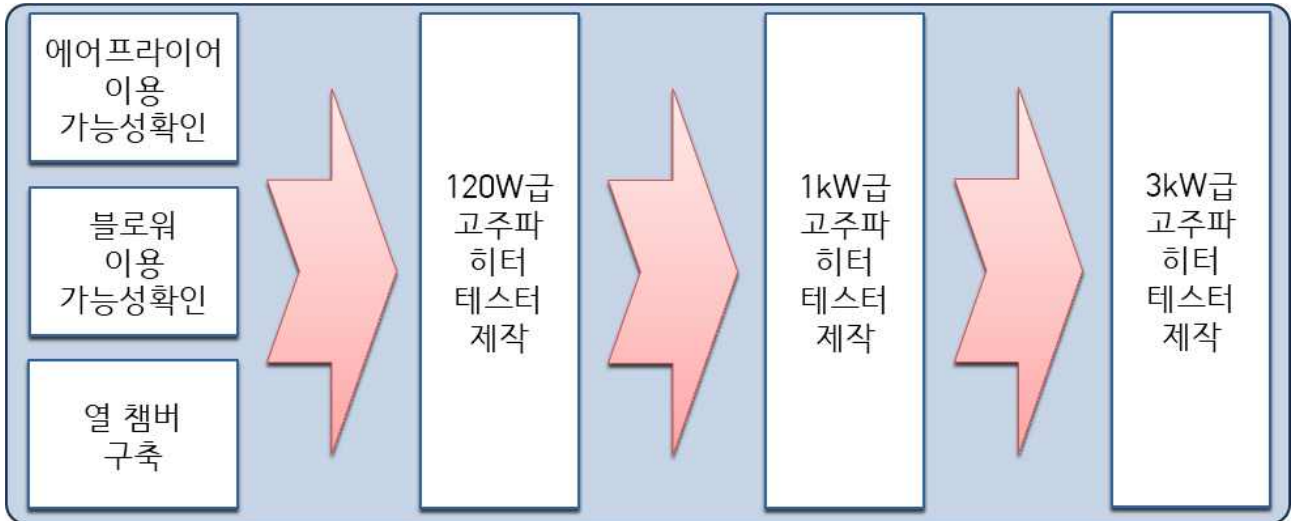 에어프라이어
이용
가능성확인
블로워
이용
가능성확인
열 챔버
구축
120W급
고주파
히터
테스터
제작
1kW급
고주파
히터
테스터
제작
3kW급
고주파
히터
테스터
제작